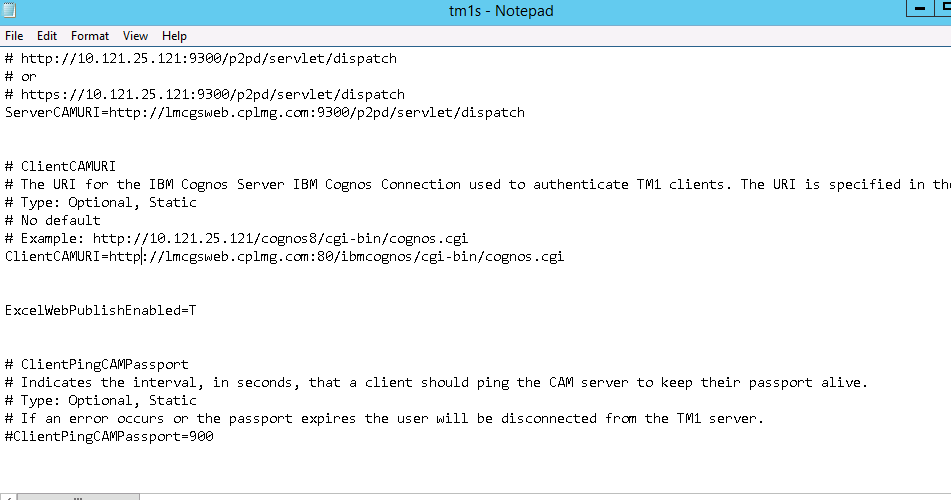 tm1s - Notepad
File Edit Format View Help
# http://10.121.25.121:9300/p2pd/servlet/dispatch
# or
# https://10.121.25.121:9300/p2pd/servlet/dispatch
ServerCAMURI=http://lmcgsweb.cplmg.com:9300/p2pd/servlet/dispatch
# ClientCAMURI
# The URI for the IBM Cognos Server IBM Cognos Connection used to authenticate TM1 clients. The URI is specified in the
# Type: Optional, Static
# No default
# Example: http://10.121.25.121/cognos8/cgi-bin/cognos.cgi
ClientCAMURI=http://lmcgsweb.cplmg.com:80/ibmcognos/cgi-bin/cognos.cgi
ExcelWebPublishEnabled=T
# ClientPingCAMPassport
# Indicates the interval, in seconds, that a client should ping the CAM server to keep their passport alive.
# Type: Optional, Static
# If an error occurs or the passport expires the user will be disconnected from the TM1 server.
#ClientPingCAMPassport=900